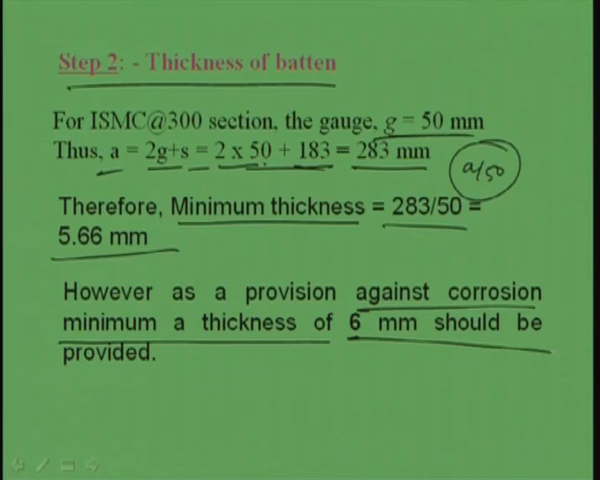 Step 2: - Thickness of batten
For ISMC@300 section, the gauge, g = 50 mm
Thus, a = 2g+s = 2 x 50 + 183 = 283 mm
a/50
Therefore, Minimum thickness = 283/50 =
5.66 mm
However as a provision against corrosion
minimum a thickness of 6 mm should be
provided.